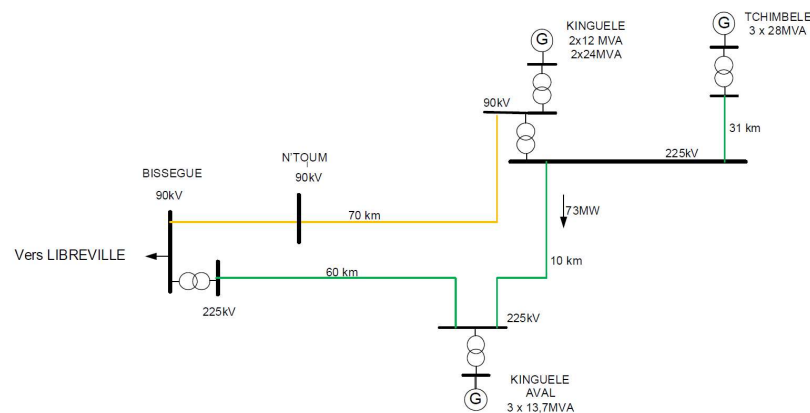 TCHIMBELE
3 x 28MVA
G
KINGUELE
2x12 MVA
2x24MVA
G
90kV
31 km
225kV
BISSEGUE
90kV
N'TOUM
90kV
70 km
73MW
Vers LIBREVILLE
60 km
10 km
225kV
225kV
G
KINGUELE
AVAL
3 x 13,7MVA